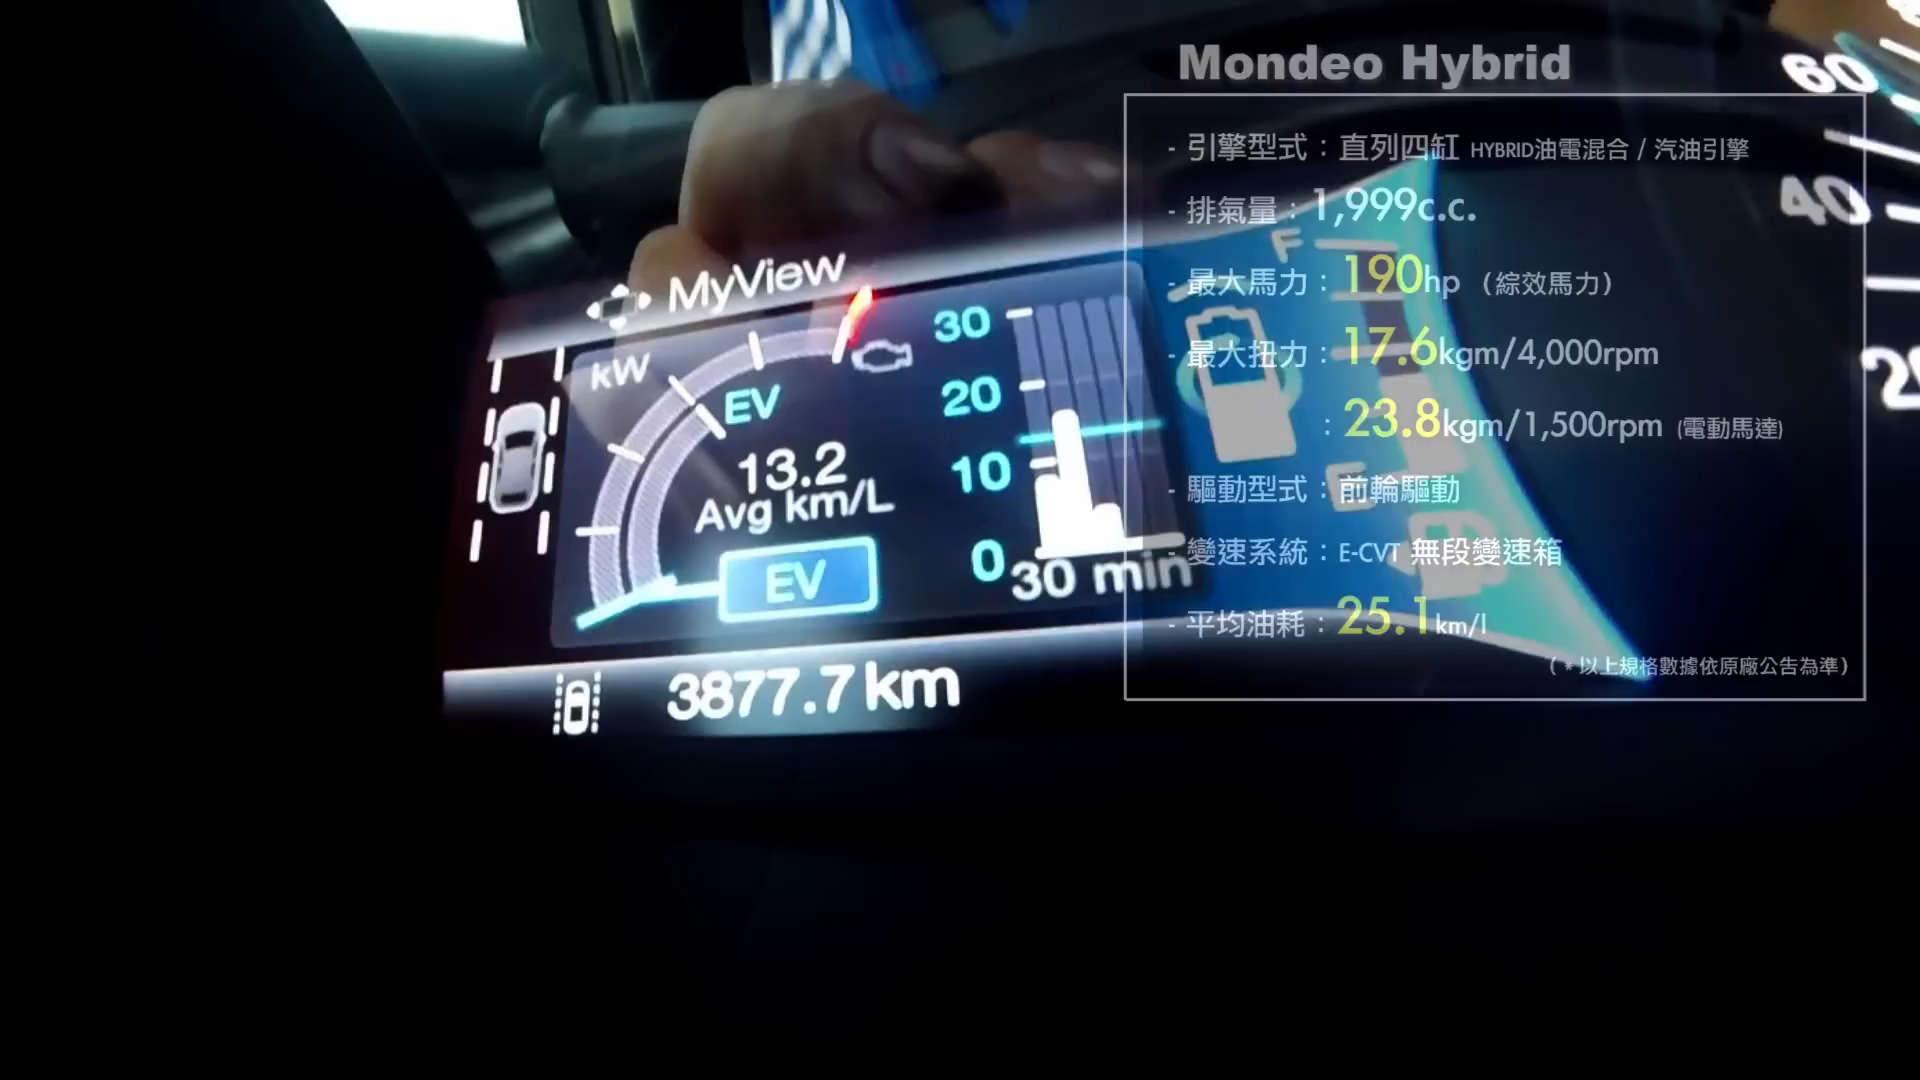 Mondeo Hybrid
- 引擎型式：直列四缸 HYBRID油電混合 / 汽油引擎
- 排氣量：1,999c.c.
- 最大馬力：190hp （綜效馬力）
- 最大扭力：17.6kgm/4,000rpm
：23.8kgm/1,500rpm (電動馬達)
- 驅動型式：前輪驅動
- 變速系統：E-CVT 無段變速箱
- 平均油耗：25.1km/l
（*以上規格數據依原廠公告為準）
MyView
kW
EV
13.2
Avg km/L
EV
30
20
10
0
30 min
3877.7 km
F
E
60
40
20